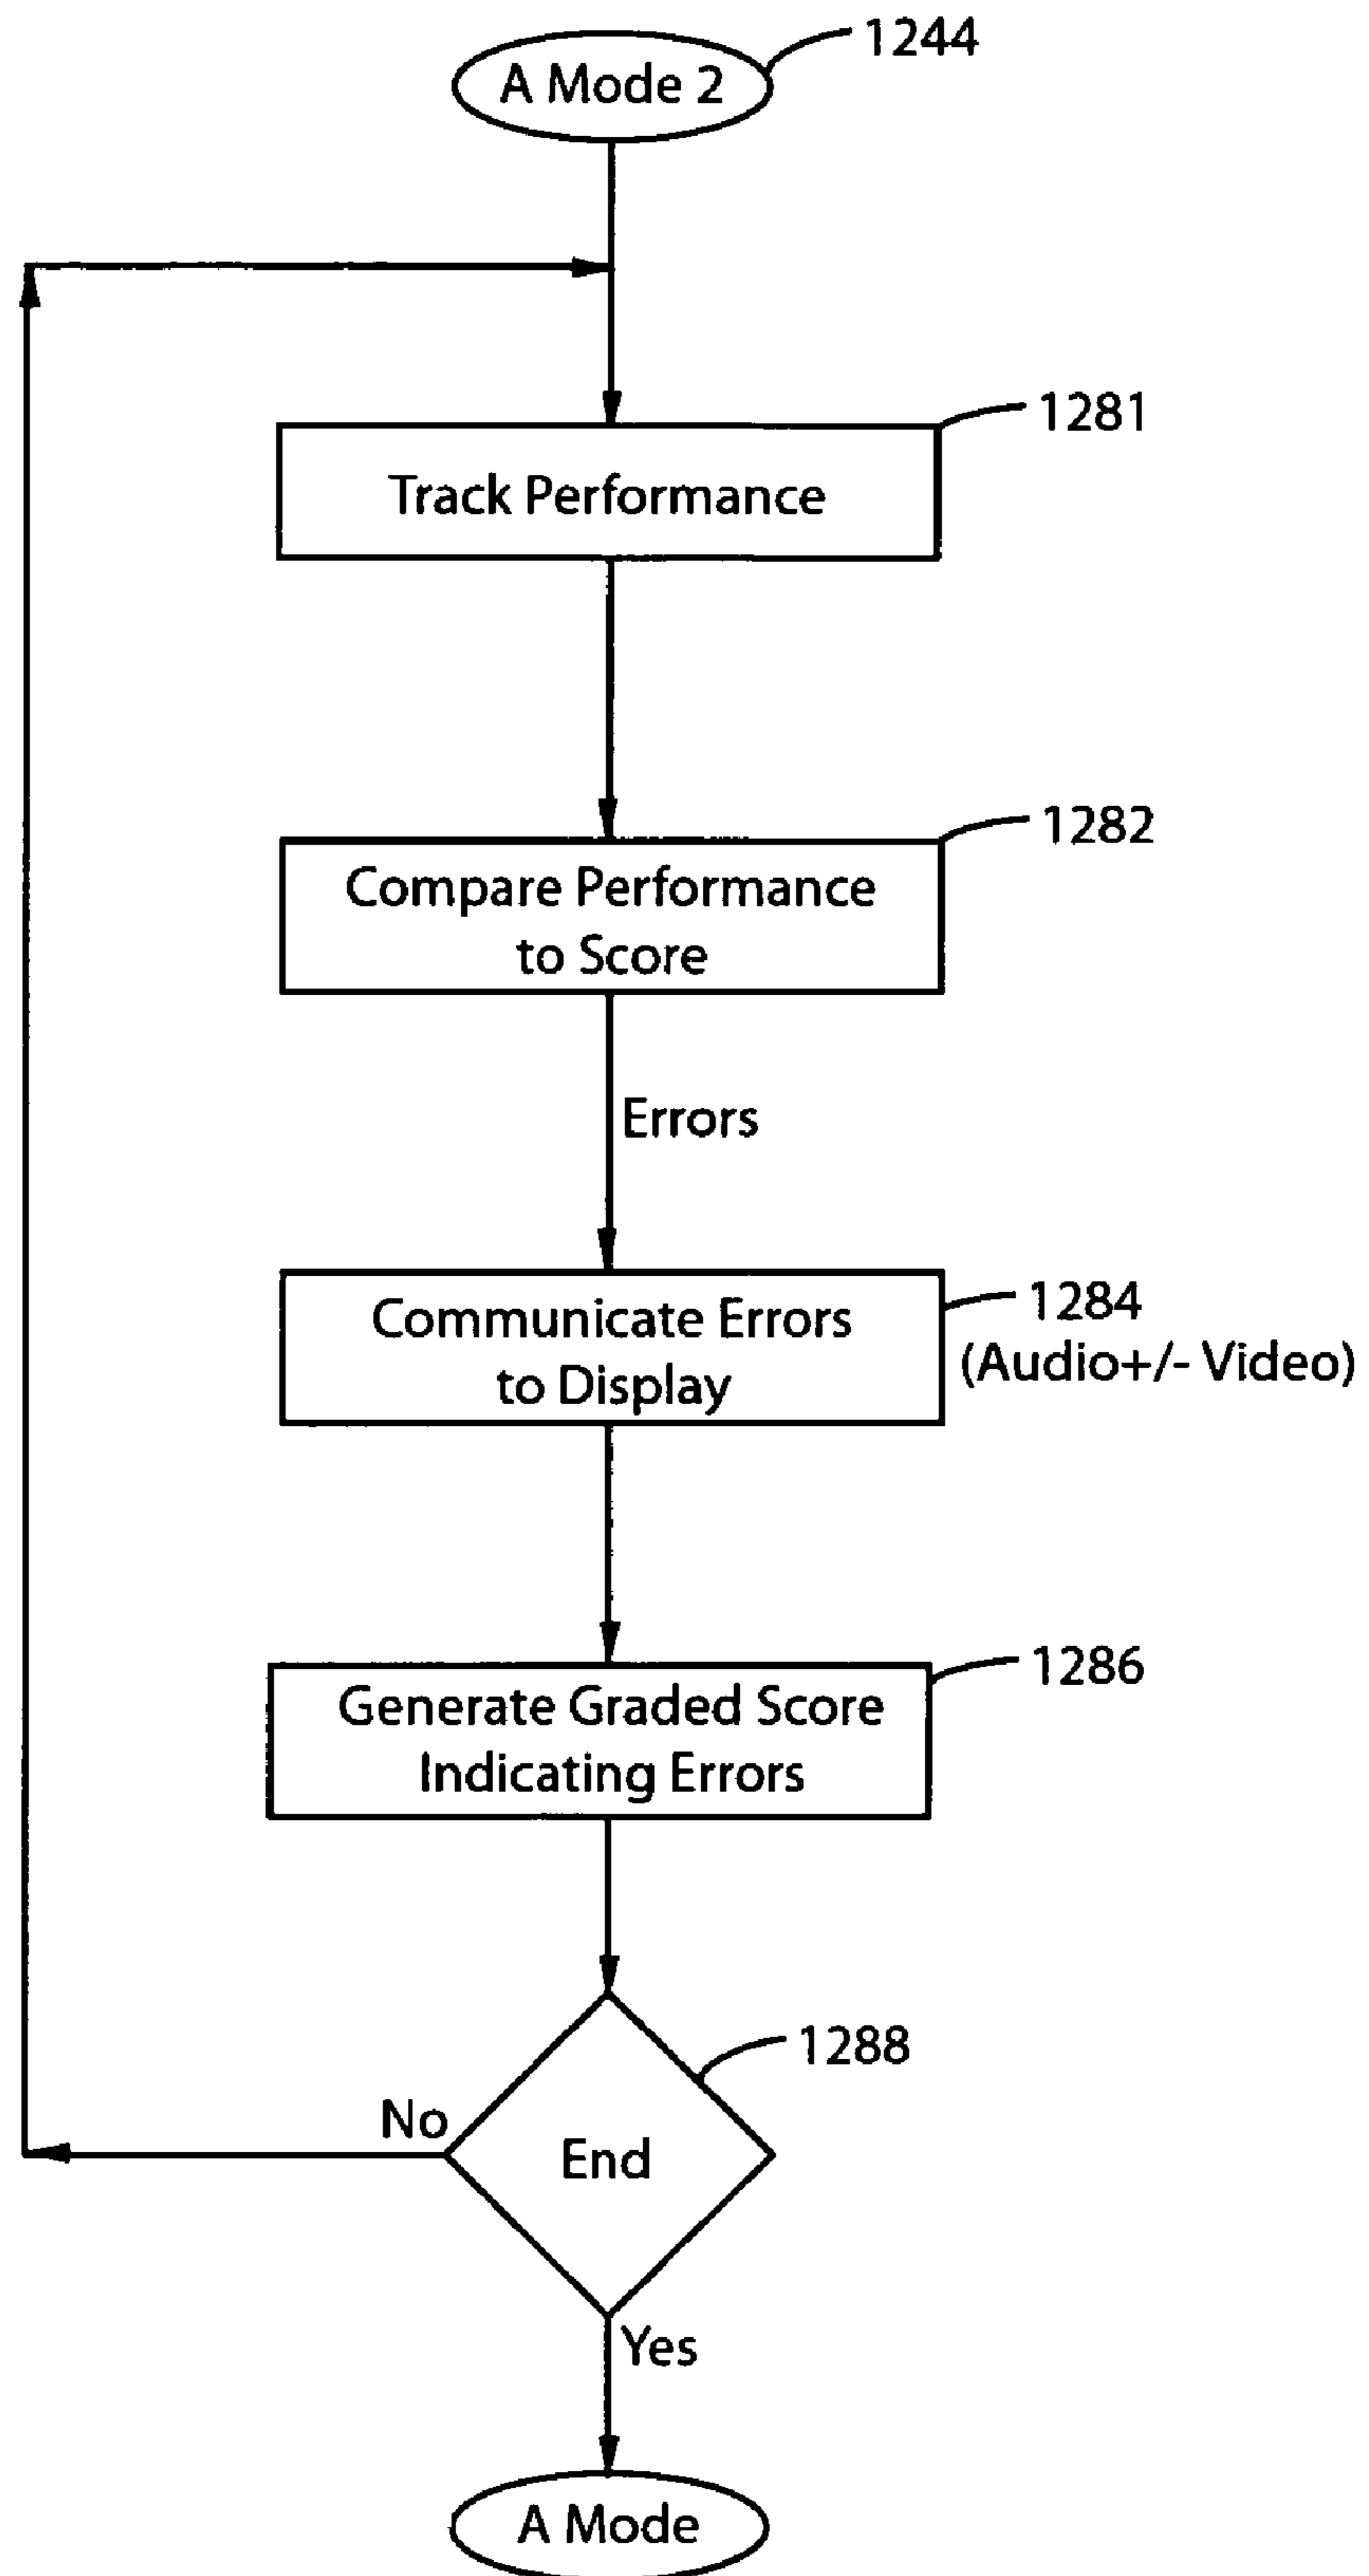 A Mode 2
1244
1281
Track Performance
1282
Compare Performance
to Score
Errors
Communicate Errors
to Display
1284
(Audio+/- Video)
1286
Generate Graded Score
Indicating Errors
1288
No
End
Yes
A Mode